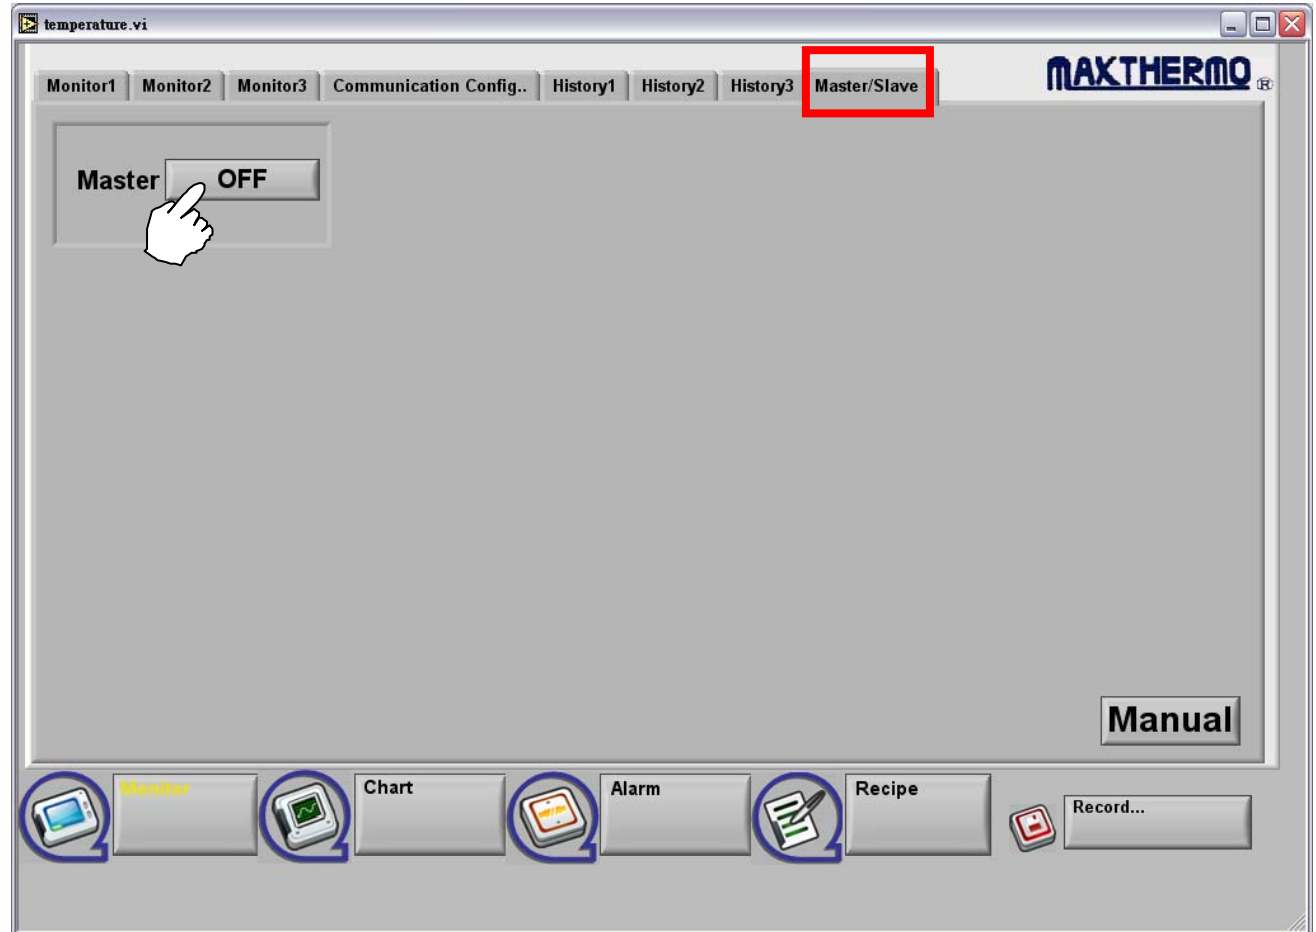 temperature.vi
MAXTHERMO ®
Monitor1 Monitor2 Monitor3 Communication Config.. History1 History2 History3 Master/Slave
Master OFF
Manual
Monitor Chart Alarm Recipe
Record...